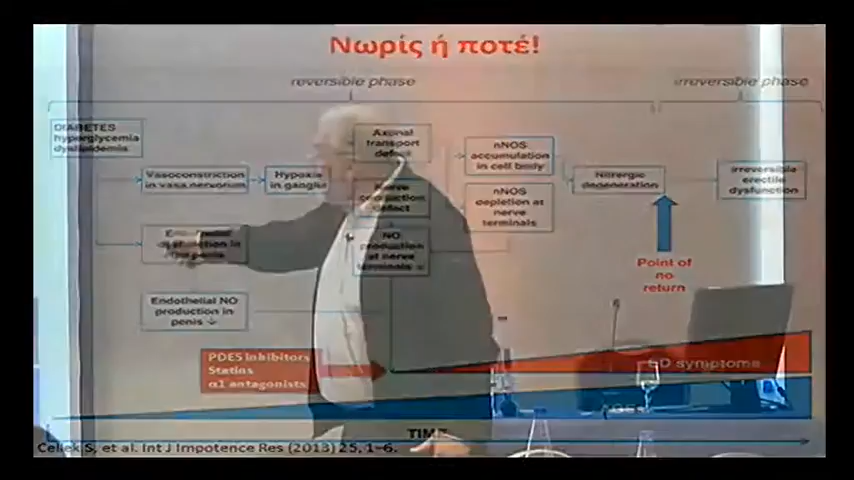 Νωρίς ή ποτέ!
reversible phase
irreversible phase
DIABETES
hyperglycemia
dyslipidemia
Axonal
transport
defect
nNOS
accumulation
in cell body
Vasoconstriction
in vasa nervorum
Hypoxia
in ganglia
Nerve
conduction
defect
nNOS
depletion at
nerve
terminals
Nitrergic
degeneration
irreversible
erectile
dysfunction
dysfunction in
NO
production at
nerve
terminals ↓
Point of
no
return
Endothelial NO
production in
penis ↓
PDE5 Inhibitors
Statins
α1 antagonists
ED symptoms
TIME
Cellek S, et al. Int J Impotence Res (2013) 25, 1–6.